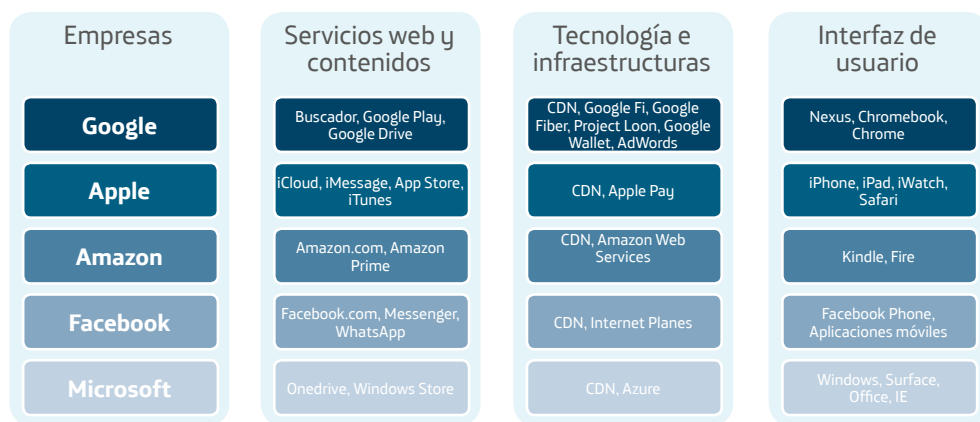 Empresas
Servicios web y
contenidos
Tecnología e
infraestructuras
Interfaz de
usuario
Google
Buscador, Google Play,
Google Drive
CDN, Google Fi, Google
Fiber, Project Loon, Google
Wallet, AdWords
Nexus, Chromebook,
Chrome
Apple
iCloud, iMessage, App Store,
iTunes
CDN, Apple Pay
iPhone, iPad, iWatch,
Safari
Amazon
Amazon.com, Amazon
Prime
CDN, Amazon Web
Services
Kindle, Fire
Facebook
Facebook.com, Messenger,
WhatsApp
CDN, Internet Planes
Facebook Phone,
Aplicaciones móviles
Microsoft
Onedrive, Windows Store
CDN, Azure
Windows, Surface,
Office, IE